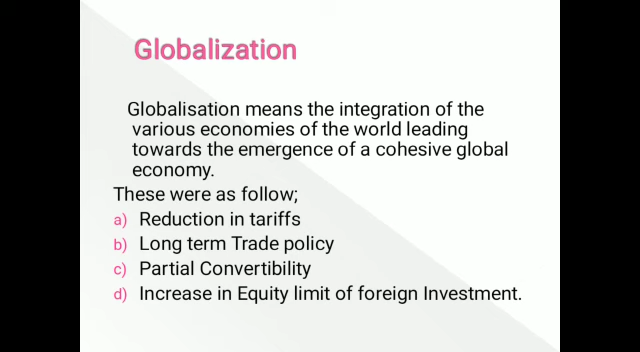 Globalization
Globalisation means the integration of the
various economies of the world leading
towards the emergence of a cohesive global
economy.
These were as follow;
a) Reduction in tariffs
b) Long term Trade policy
c) Partial Convertibility
d) Increase in Equity limit of foreign Investment.